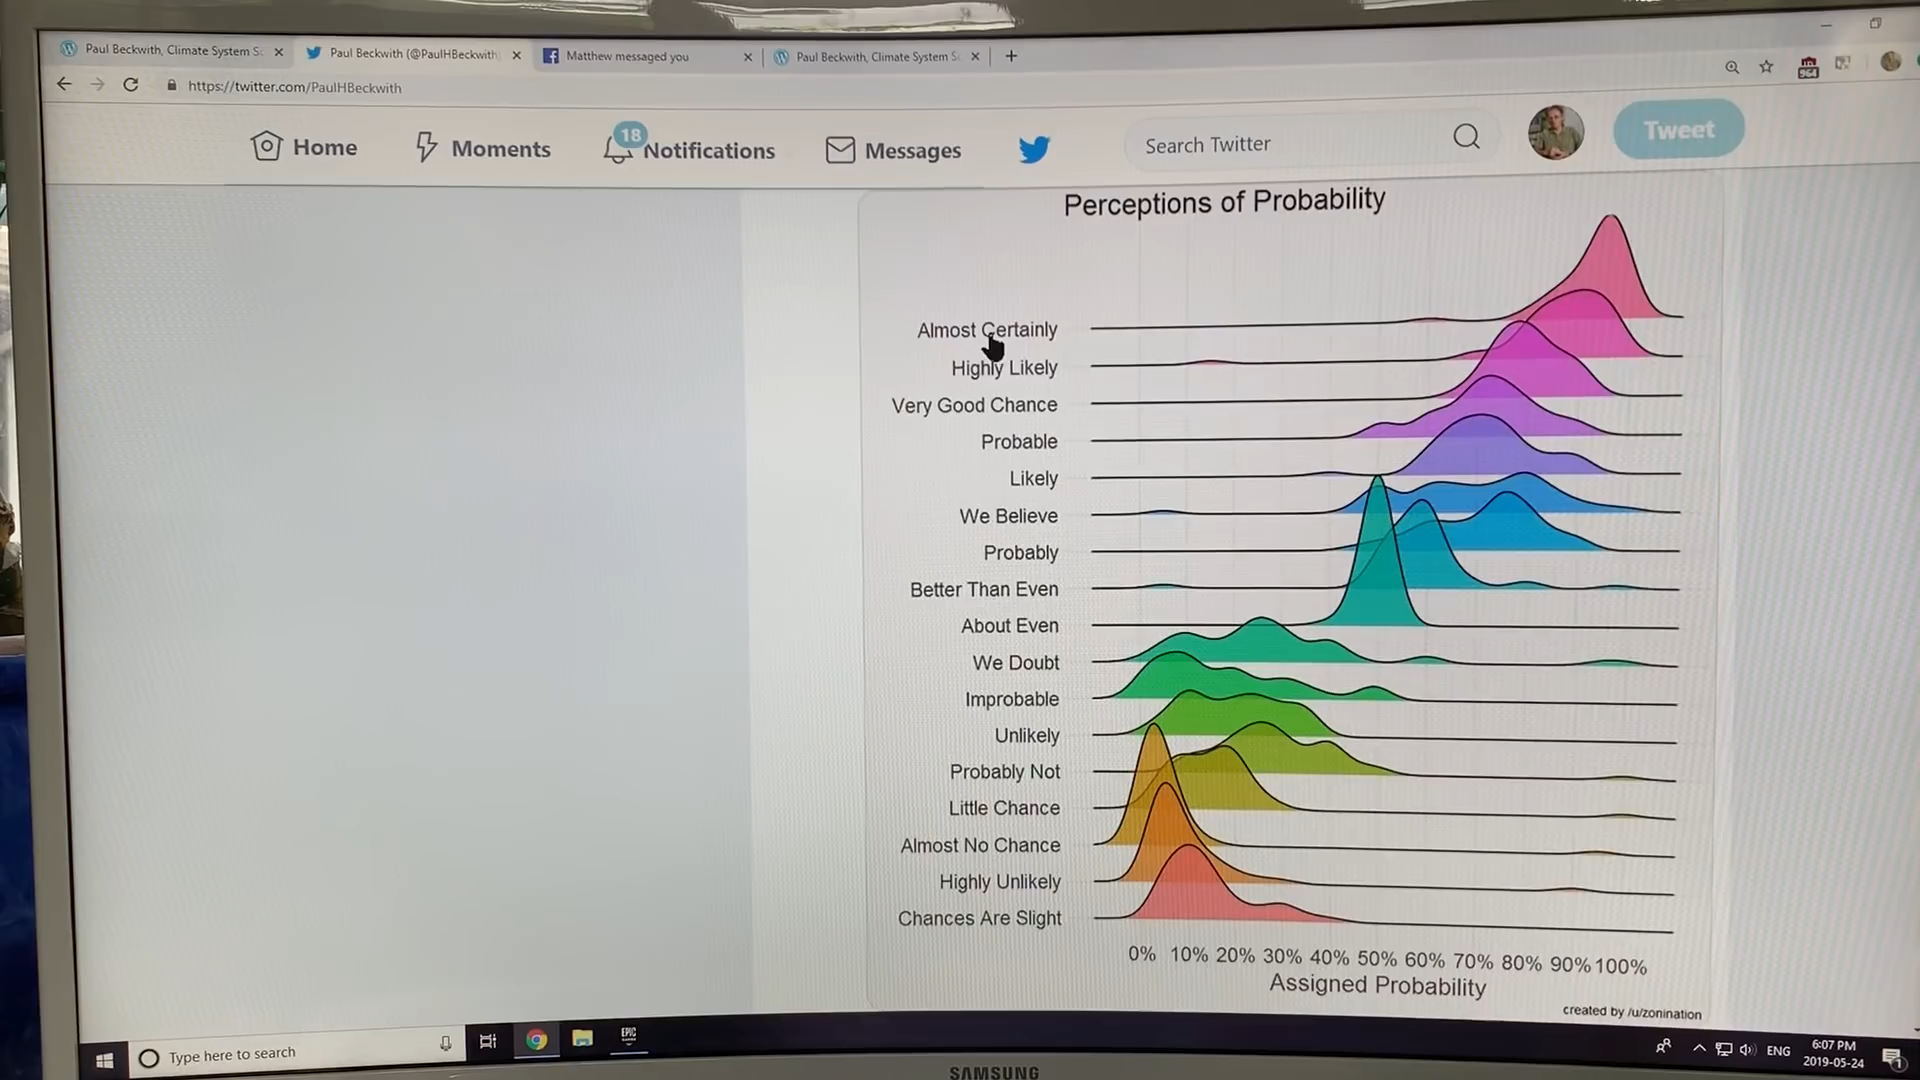 Paul Beckwith, Climate System Sc
Paul Beckwith (@PaulHBeckwith
Matthew messaged you
Paul Beckwith, Climate System S
https://twitter.com/PaulHBeckwith
964
Home
Moments
18
Notifications
Messages
Search Twitter
Tweet
Perceptions of Probability
Almost Certainly
Highly Likely
Very Good Chance
Probable
Likely
We Believe
Probably
Better Than Even
About Even
We Doubt
Improbable
Unlikely
Probably Not
Little Chance
Almost No Chance
Highly Unlikely
Chances Are Slight
0% 10% 20% 30% 40% 50% 60% 70% 80% 90% 100%
Assigned Probability
created by /u/zonination
Type here to search
EPIC
ENG
6:07 PM
2019-05-24
1
SAMSUNG